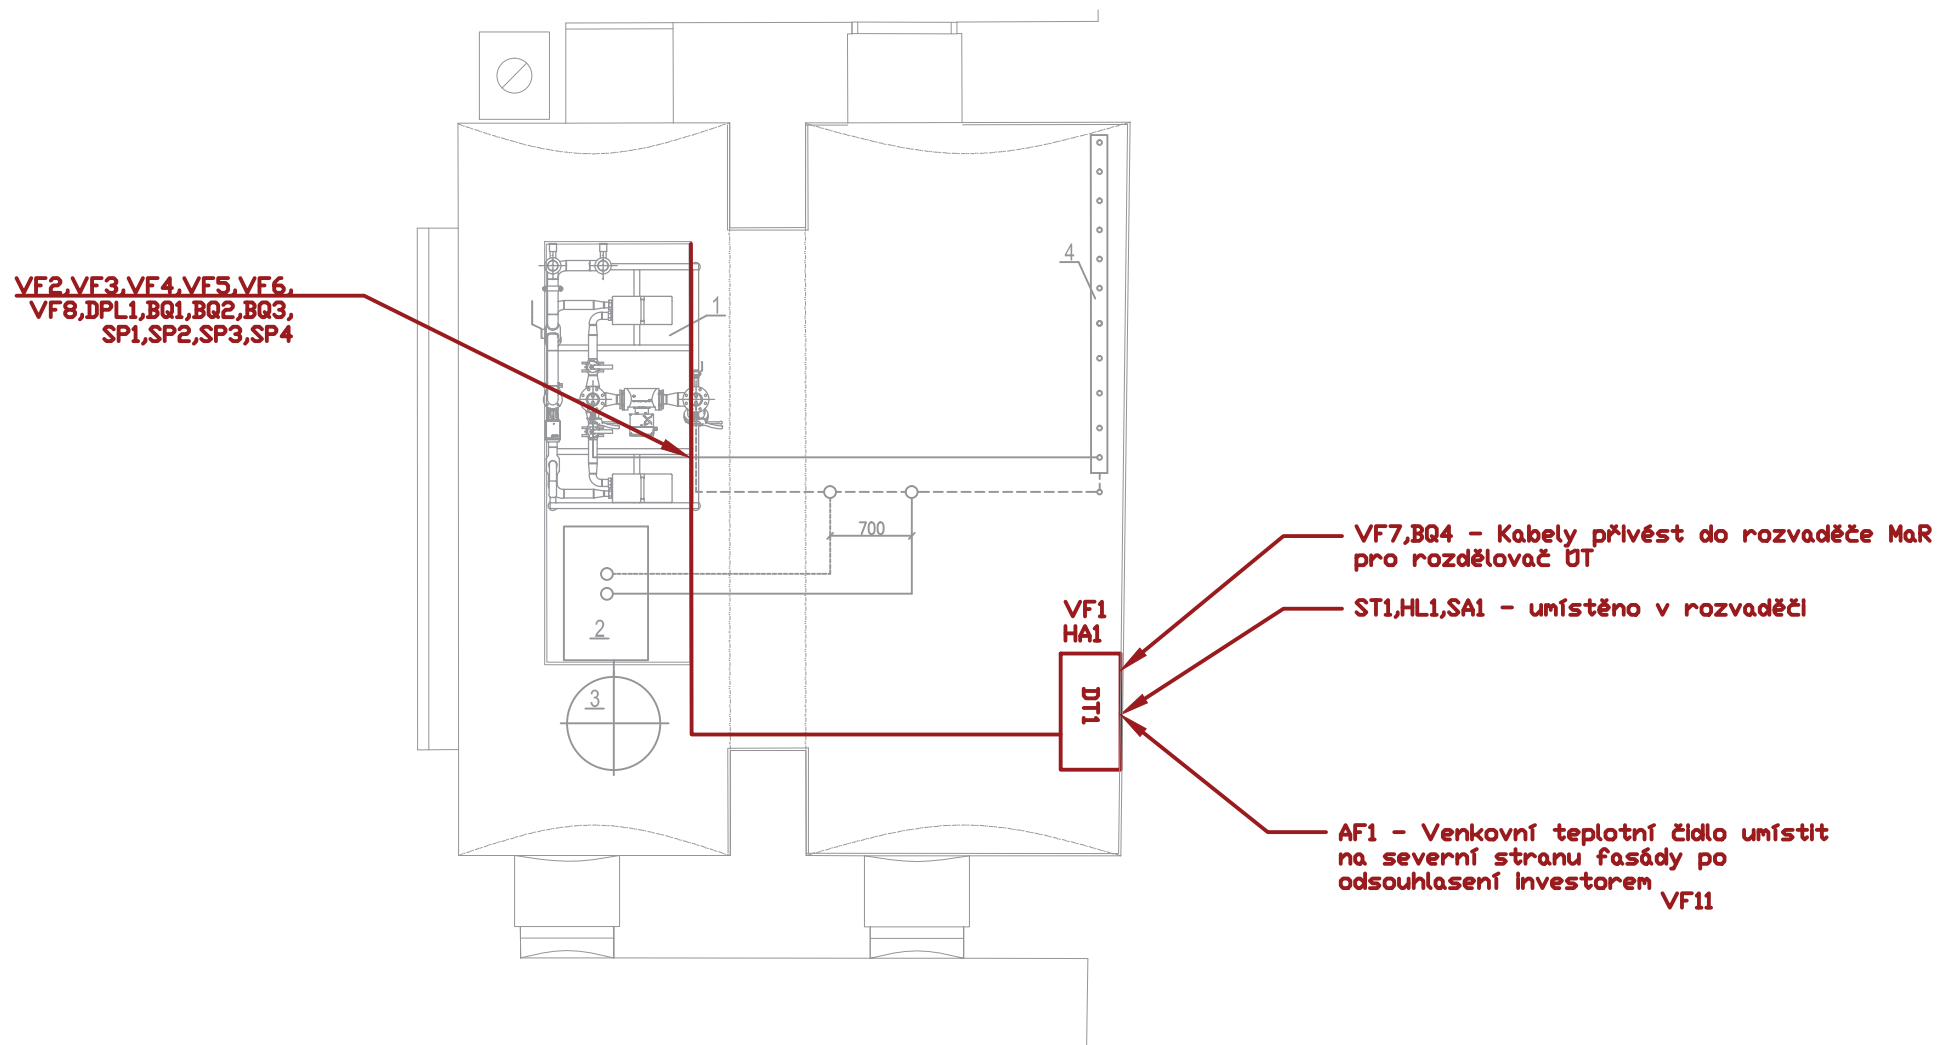 4
1
VF2,VF3,VF4,VF5,VF6,
VF8,DPL1,BQ1,BQ2,BQ3,
SP1,SP2,SP3,SP4
700
2
3
VF1
HA1
DT1
VF7,BQ4 - Kabely přivést do rozvaděče MaR
pro rozdělovač ÚT
ST1,HL1,SA1 - umístěno v rozvaděči
AF1 - Venkovní teplotní čidlo umístit
na severní stranu fasády po
odsouhlasení investorem
VF11